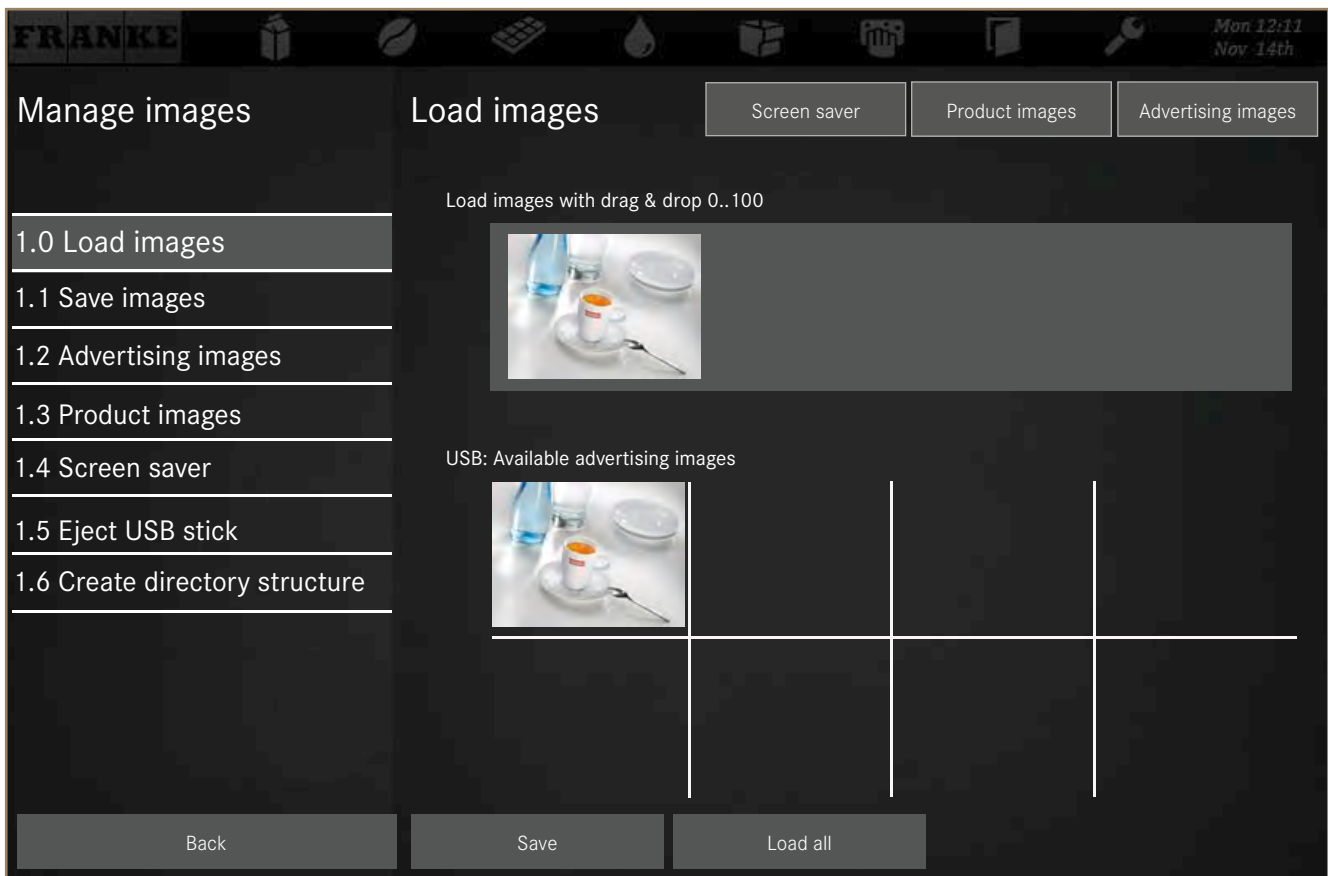 FRANKE
Mon 12:11
Nov 14th
Manage images
Load images
Screen saver
Product images
Advertising images
Load images with drag & drop 0..100
1.0 Load images
1.1 Save images
1.2 Advertising images
1.3 Product images
1.4 Screen saver
USB: Available advertising images
1.5 Eject USB stick
1.6 Create directory structure
Back
Save
Load all